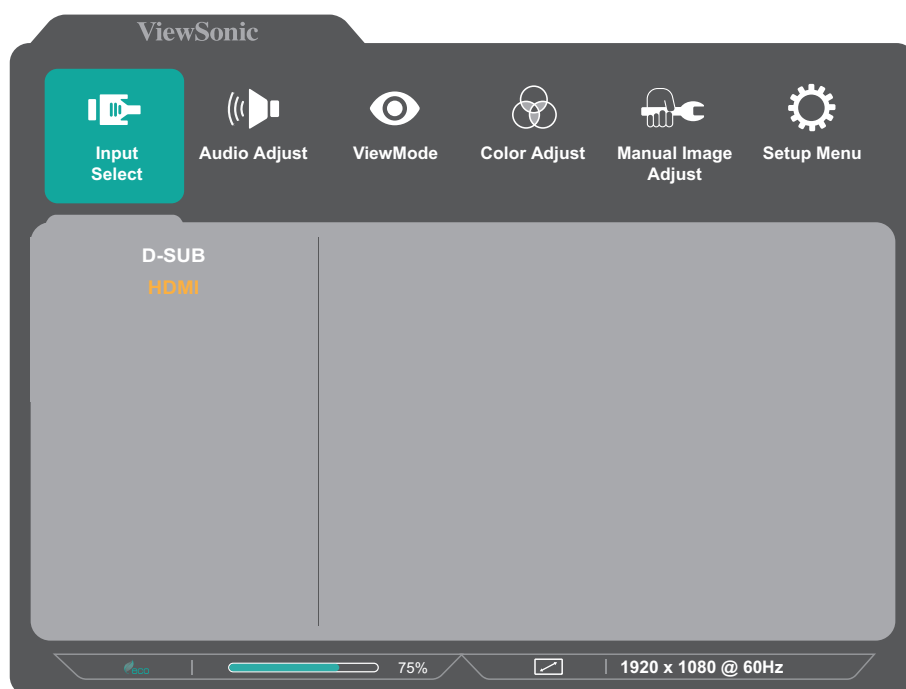 ViewSonic
Input
Select
Audio Adjust
ViewMode
Color Adjust
Manual Image
Adjust
Setup Menu
D-SUB
HDMI
eco
75%
1920 x 1080 @ 60Hz